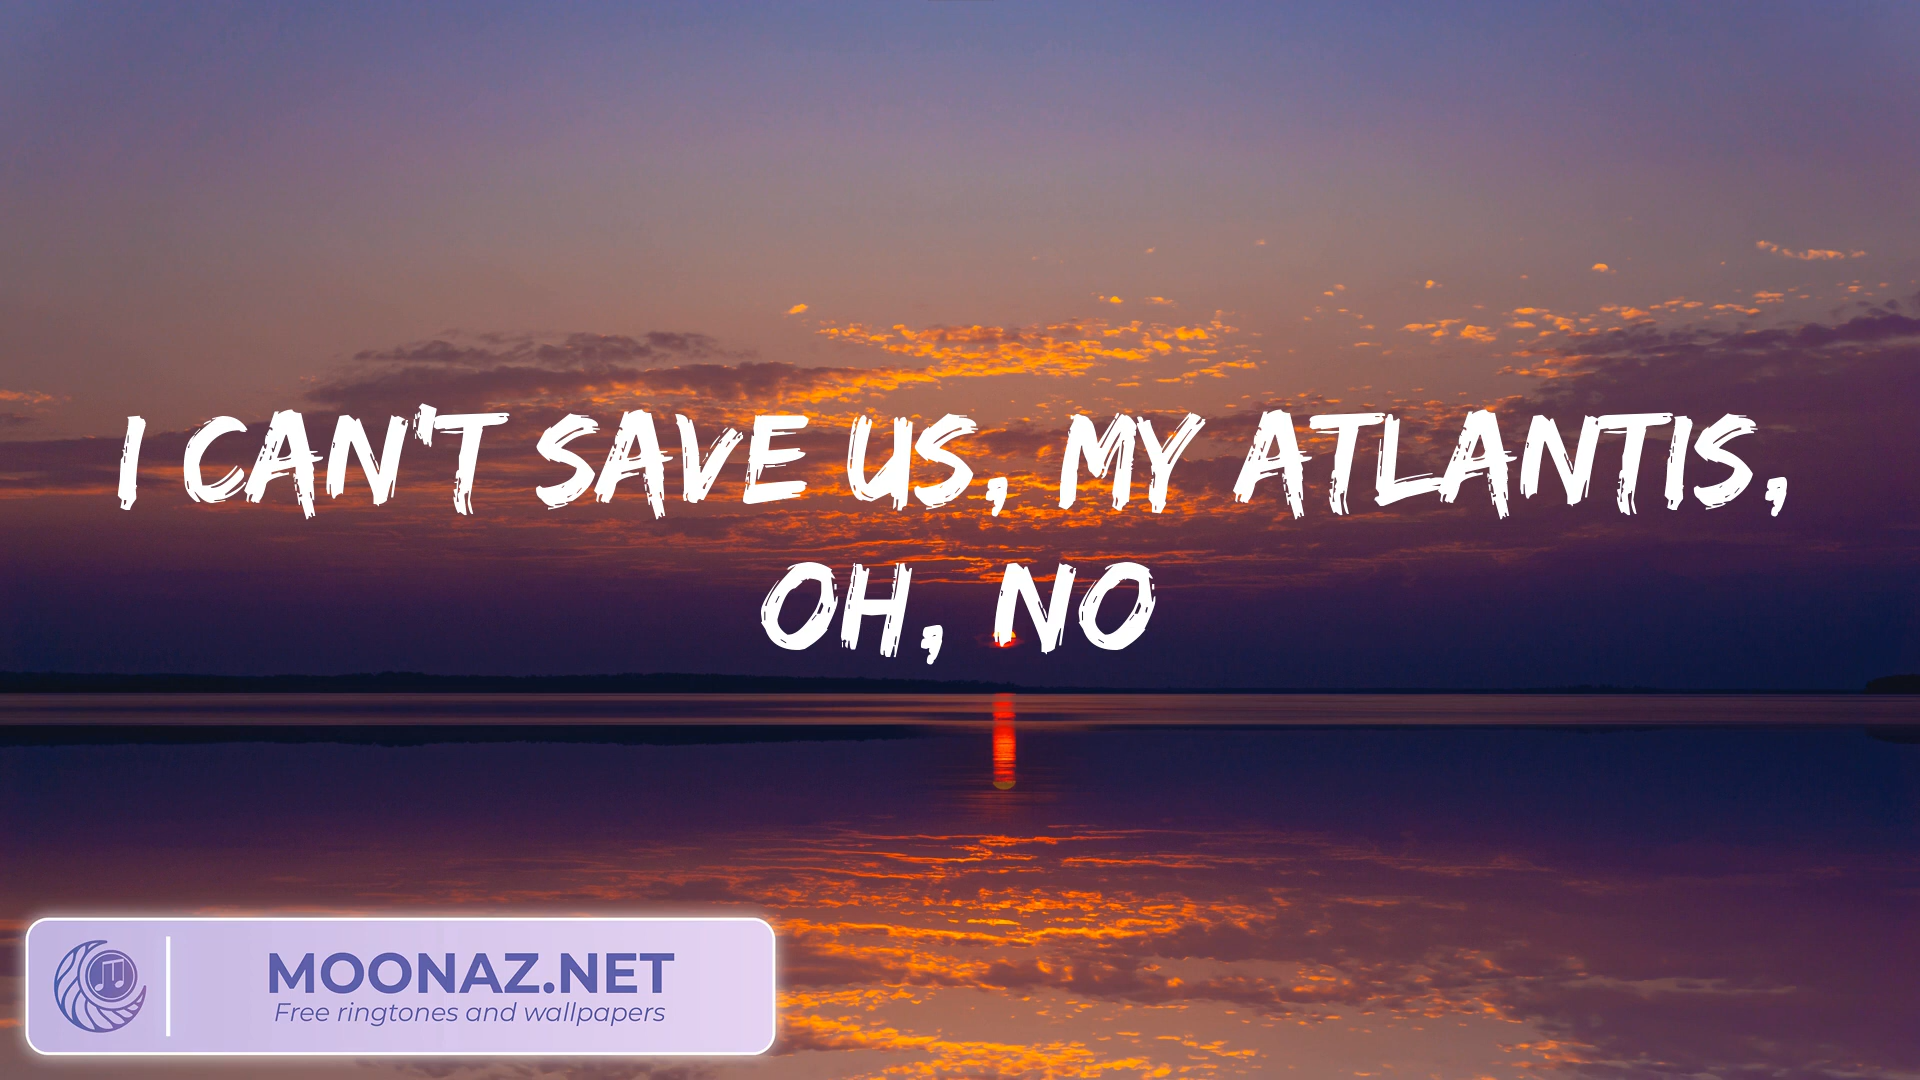 I CAN'T SAVE US, MY ATLANTIS,
OH, NO
MOONAZ.NET
Free ringtones and wallpapers